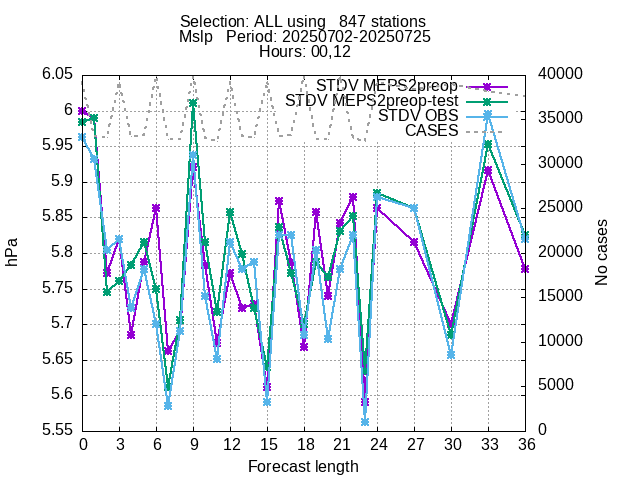 Selection: ALL using   847 stations
Mslp   Period: 20250702-20250725
Hours: 00,12
STDV MEPS2preop
STDV MEPS2preop-test
STDV OBS
CASES
6.05
6
5.95
5.9
5.85
5.8
5.75
5.7
5.65
5.6
5.55
hPa
40000
35000
30000
25000
20000
15000
10000
5000
0
No cases
0 3 6 9 12 15 18 21 24 27 30 33 36
Forecast length